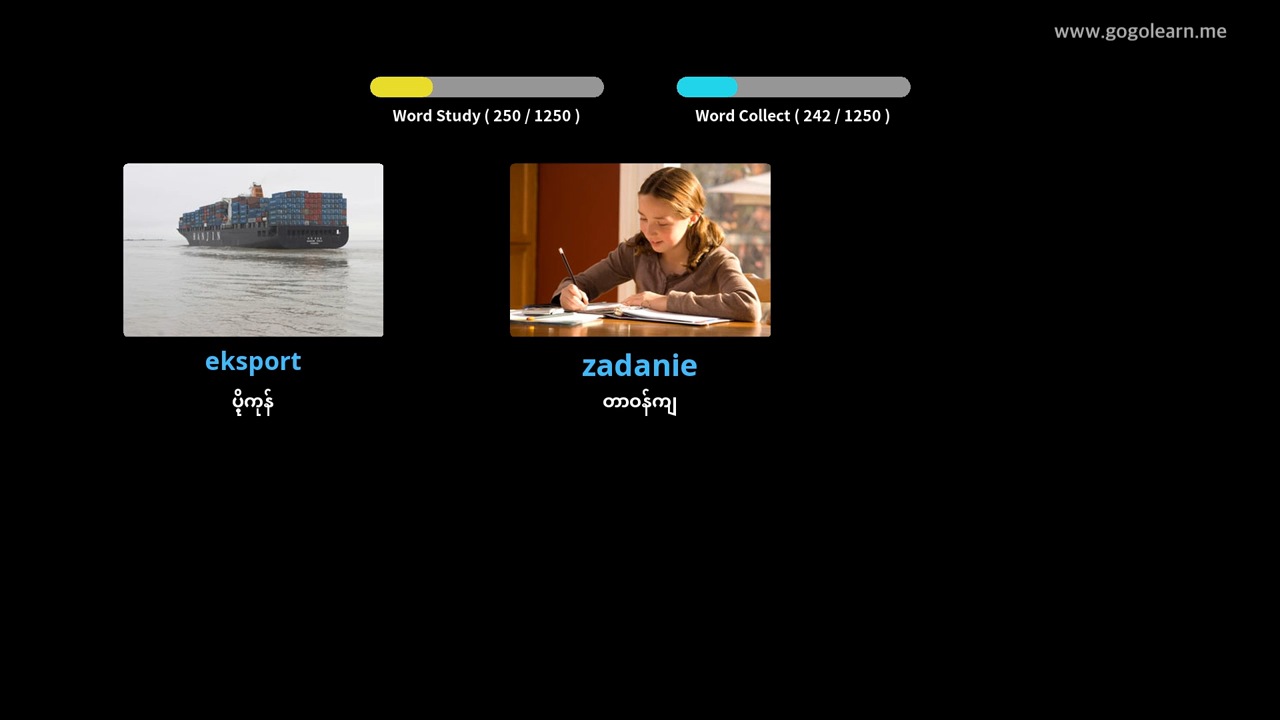 www.gogolearn.me
Word Study ( 250 / 1250 )
Word Collect ( 242 / 1250 )
HANJIN
eksport
ပို့ကုန်
zadanie
တာဝန်ကျ